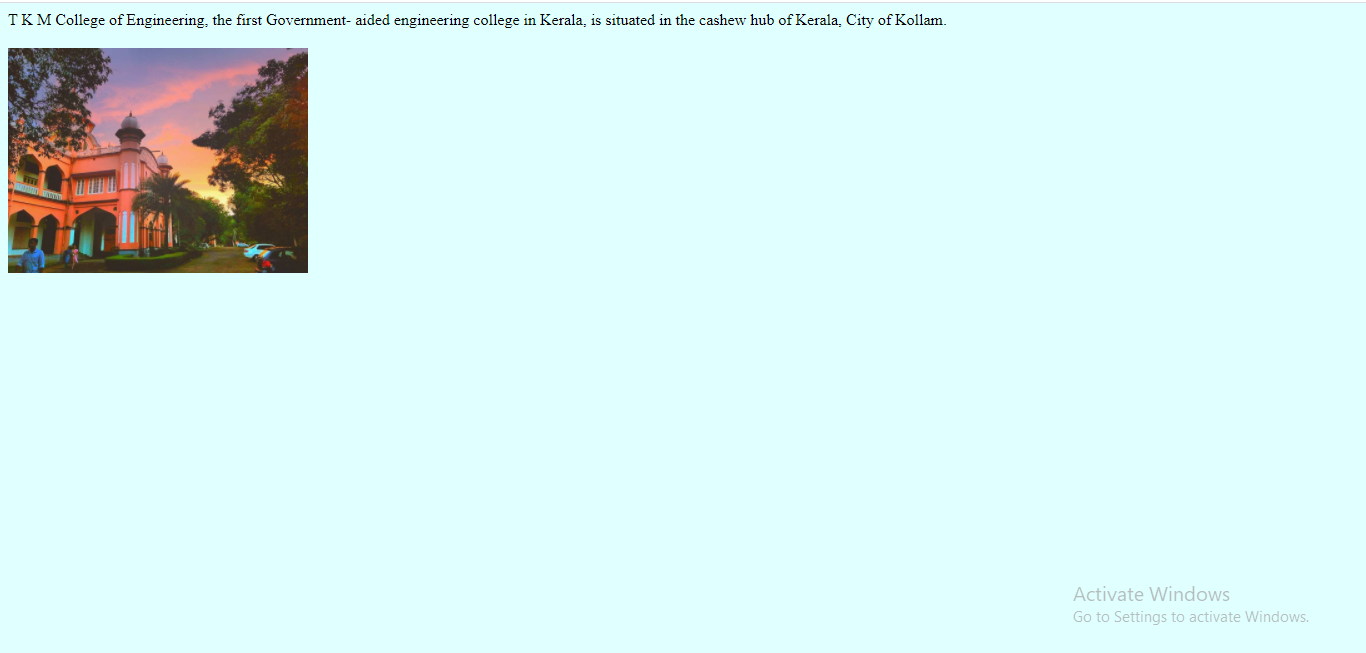 T K M College of Engineering, the first Government- aided engineering college in Kerala, is situated in the cashew hub of Kerala, City of Kollam.
Activate Windows
Go to Settings to activate Windows.